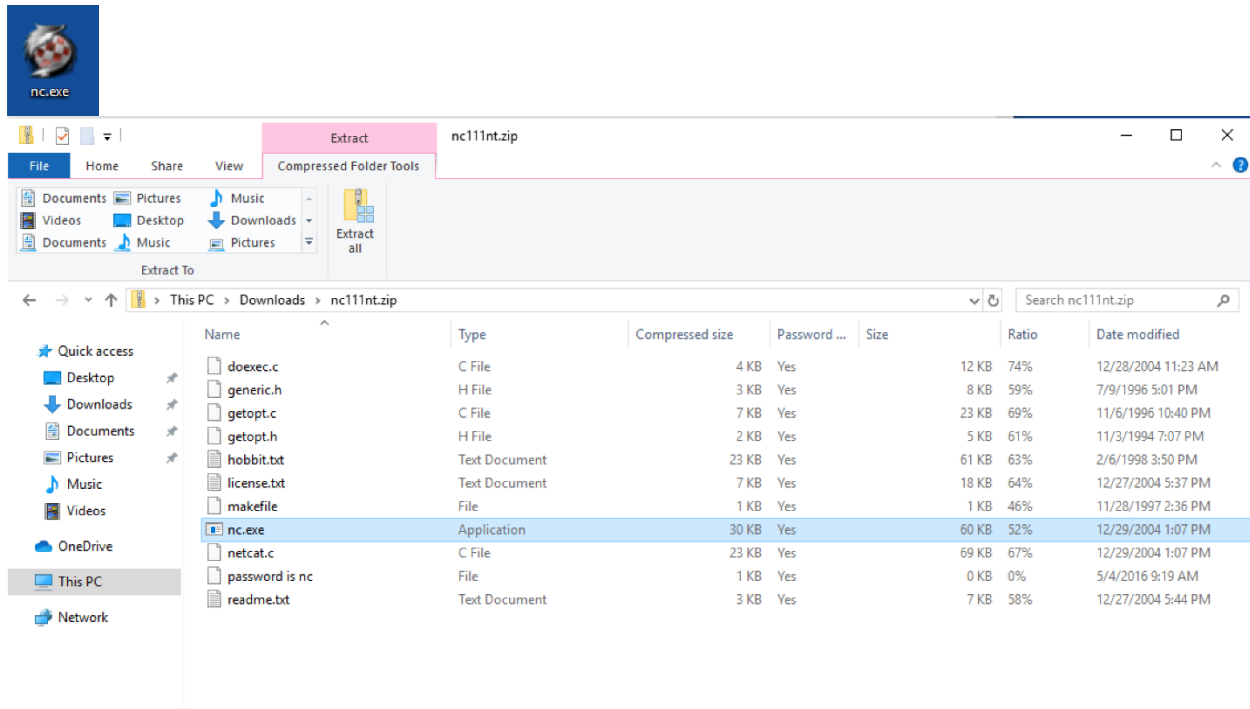 nc.exe
Extract nc111nt.zip
File Home Share View Compressed Folder Tools
Documents Pictures Music
Videos Desktop Downloads
Documents Music Pictures
Extract all
Extract To
This PC > Downloads > nc111nt.zip Search nc111nt.zip
Name Type Compressed size Password ... Size Ratio Date modified
Quick access
Desktop
Downloads
Documents
Pictures
Music
Videos
OneDrive
This PC
Network
doexec.c C File 4 KB Yes 12 KB 74% 12/28/2004 11:23 AM
generic.h H File 3 KB Yes 8 KB 59% 7/9/1996 5:01 PM
getopt.c C File 7 KB Yes 23 KB 69% 11/6/1996 10:40 PM
getopt.h H File 2 KB Yes 5 KB 61% 11/3/1994 7:07 PM
hobbit.txt Text Document 23 KB Yes 61 KB 63% 2/6/1998 3:50 PM
license.txt Text Document 7 KB Yes 18 KB 64% 12/27/2004 5:37 PM
makefile File 1 KB Yes 1 KB 46% 11/28/1997 2:36 PM
nc.exe Application 30 KB Yes 60 KB 52% 12/29/2004 1:07 PM
netcat.c C File 23 KB Yes 69 KB 67% 12/29/2004 1:07 PM
password is nc File 1 KB Yes 0 KB 0% 5/4/2016 9:19 AM
readme.txt Text Document 3 KB Yes 7 KB 58% 12/27/2004 5:44 PM